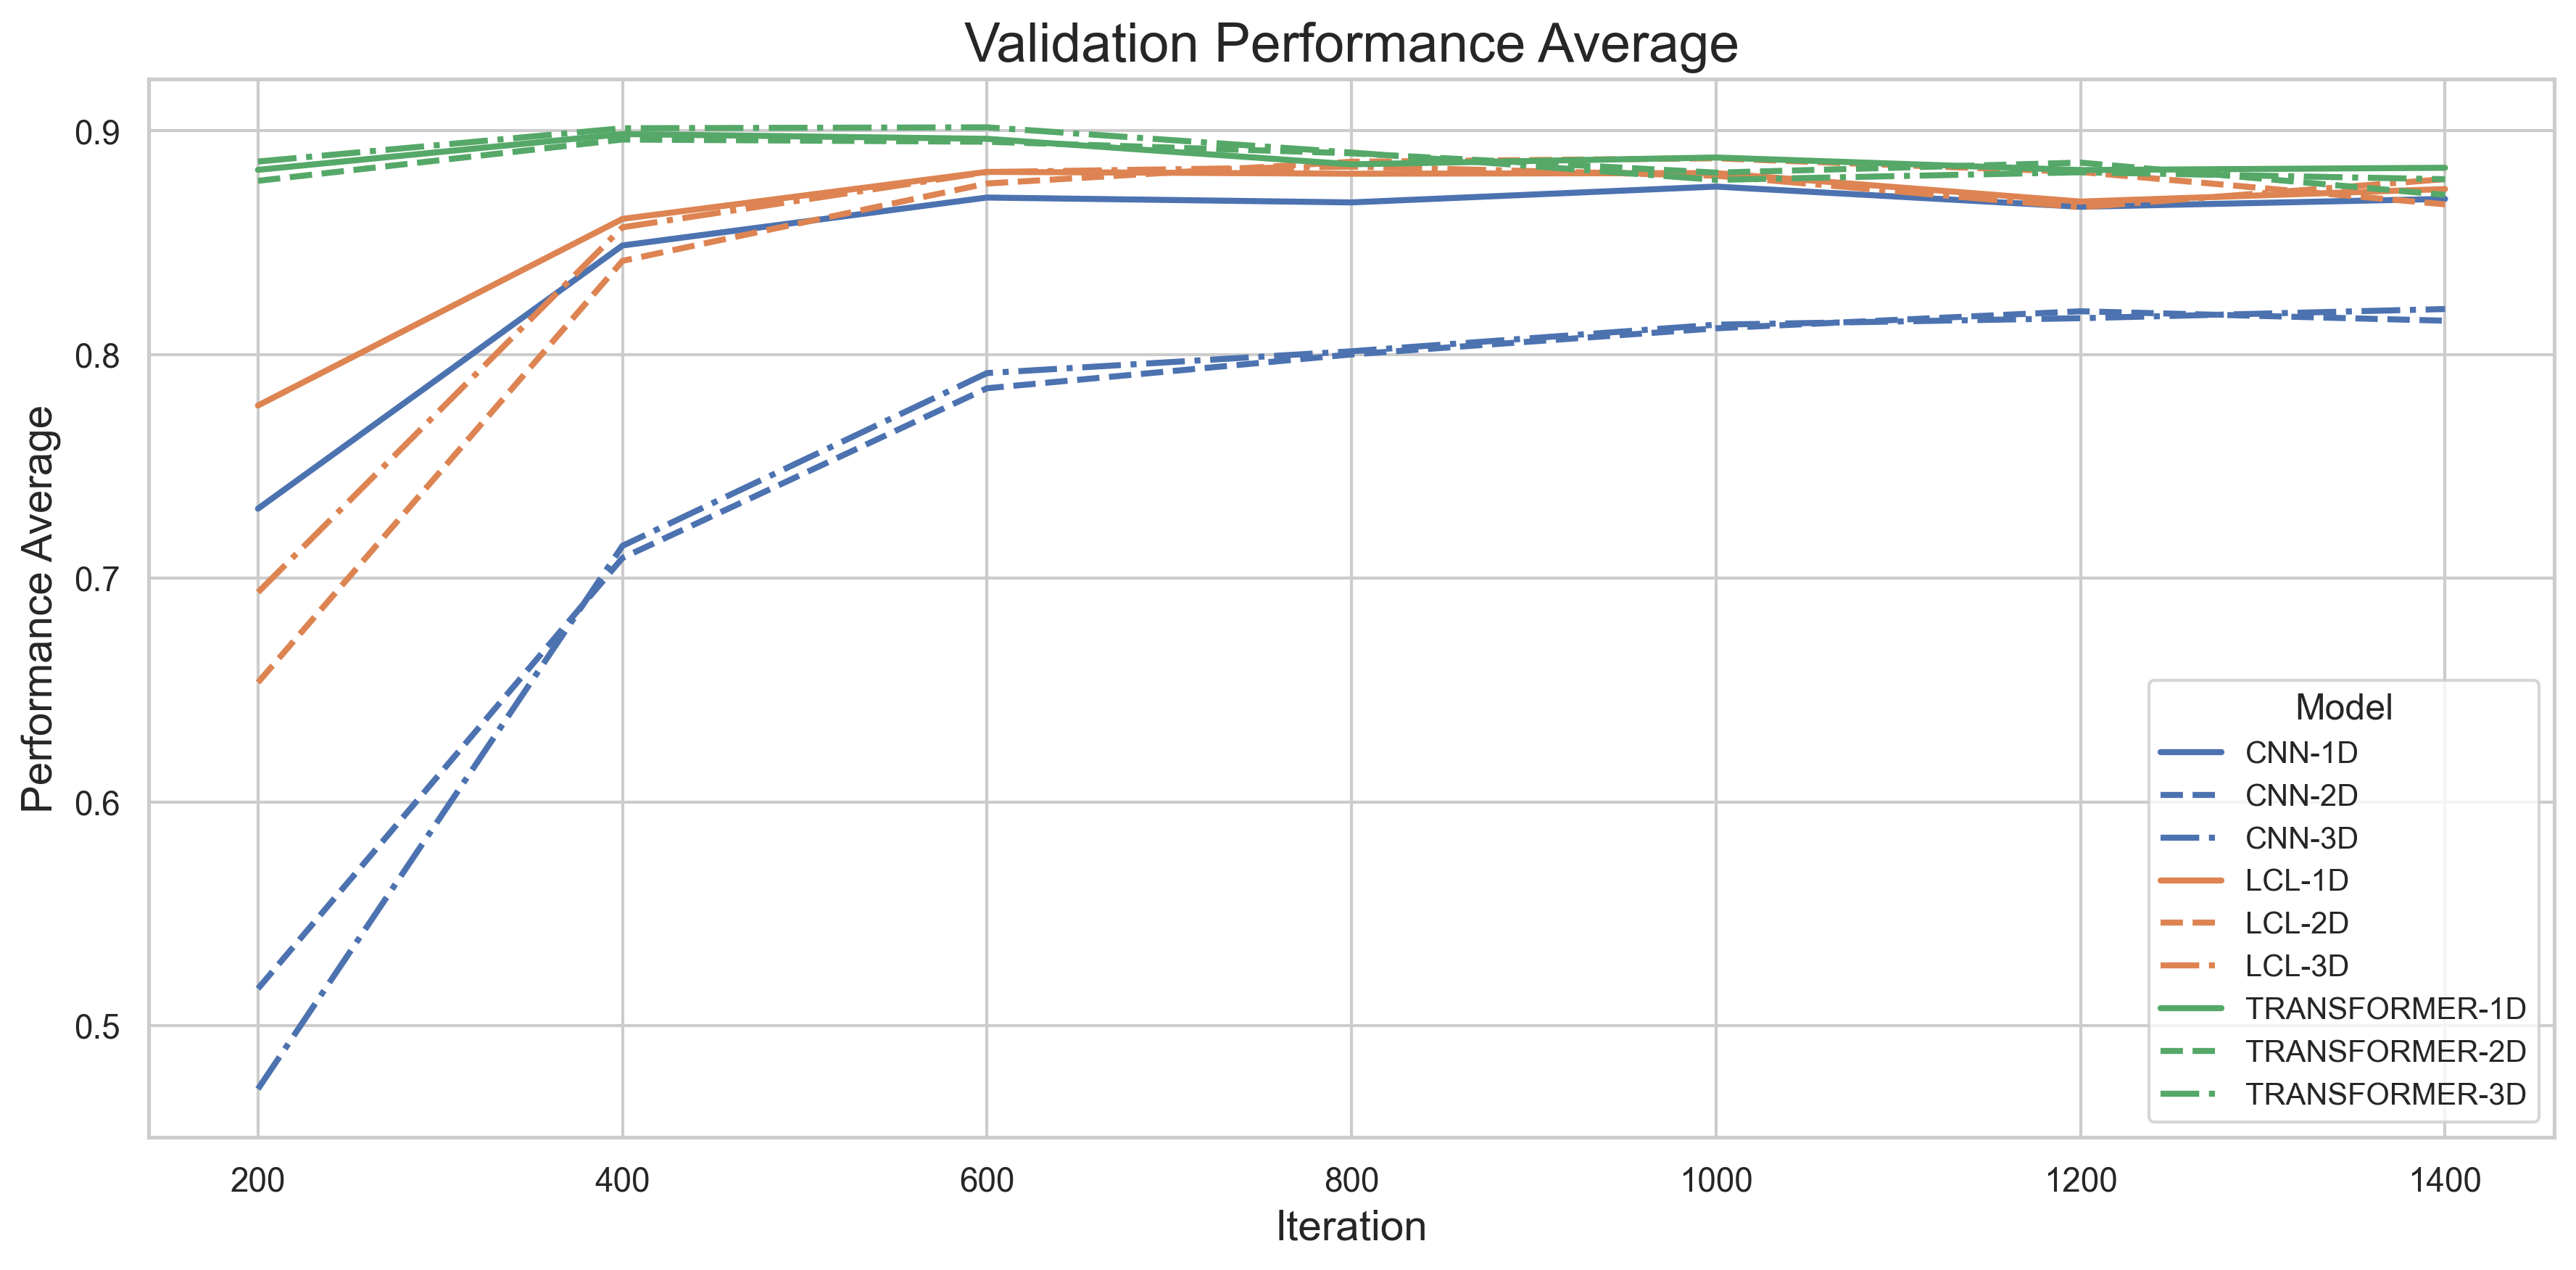 Validation Performance Average
Performance Average
0.9
0.8
0.7
0.6
0.5
200
400
600
800
1000
1200
1400
Iteration
Model
CNN-1D
CNN-2D
CNN-3D
LCL-1D
LCL-2D
LCL-3D
TRANSFORMER-1D
TRANSFORMER-2D
TRANSFORMER-3D